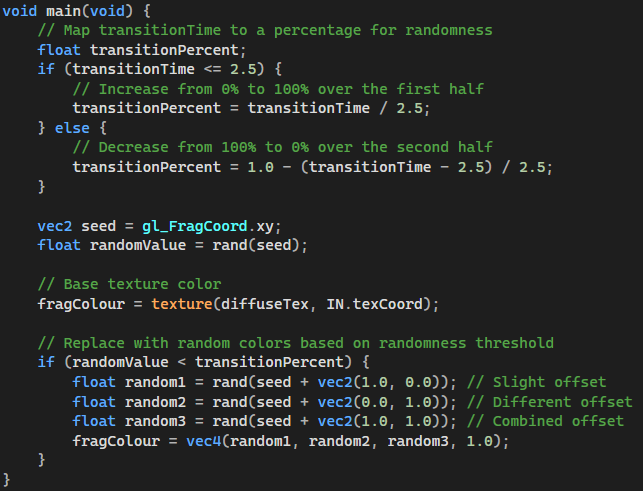 void main(void) {
    // Map transitionTime to a percentage for randomness
    float transitionPercent;
    if (transitionTime <= 2.5) {
        // Increase from 0% to 100% over the first half
        transitionPercent = transitionTime / 2.5;
    } else {
        // Decrease from 100% to 0% over the second half
        transitionPercent = 1.0 - (transitionTime - 2.5) / 2.5;
    }

    vec2 seed = gl_FragCoord.xy;
    float randomValue = rand(seed);

    // Base texture color
    fragColour = texture(diffuseTex, IN.texCoord);

    // Replace with random colors based on randomness threshold
    if (randomValue < transitionPercent) {
        float random1 = rand(seed + vec2(1.0, 0.0)); // Slight offset
        float random2 = rand(seed + vec2(0.0, 1.0)); // Different offset
        float random3 = rand(seed + vec2(1.0, 1.0)); // Combined offset
        fragColour = vec4(random1, random2, random3, 1.0);
    }
}